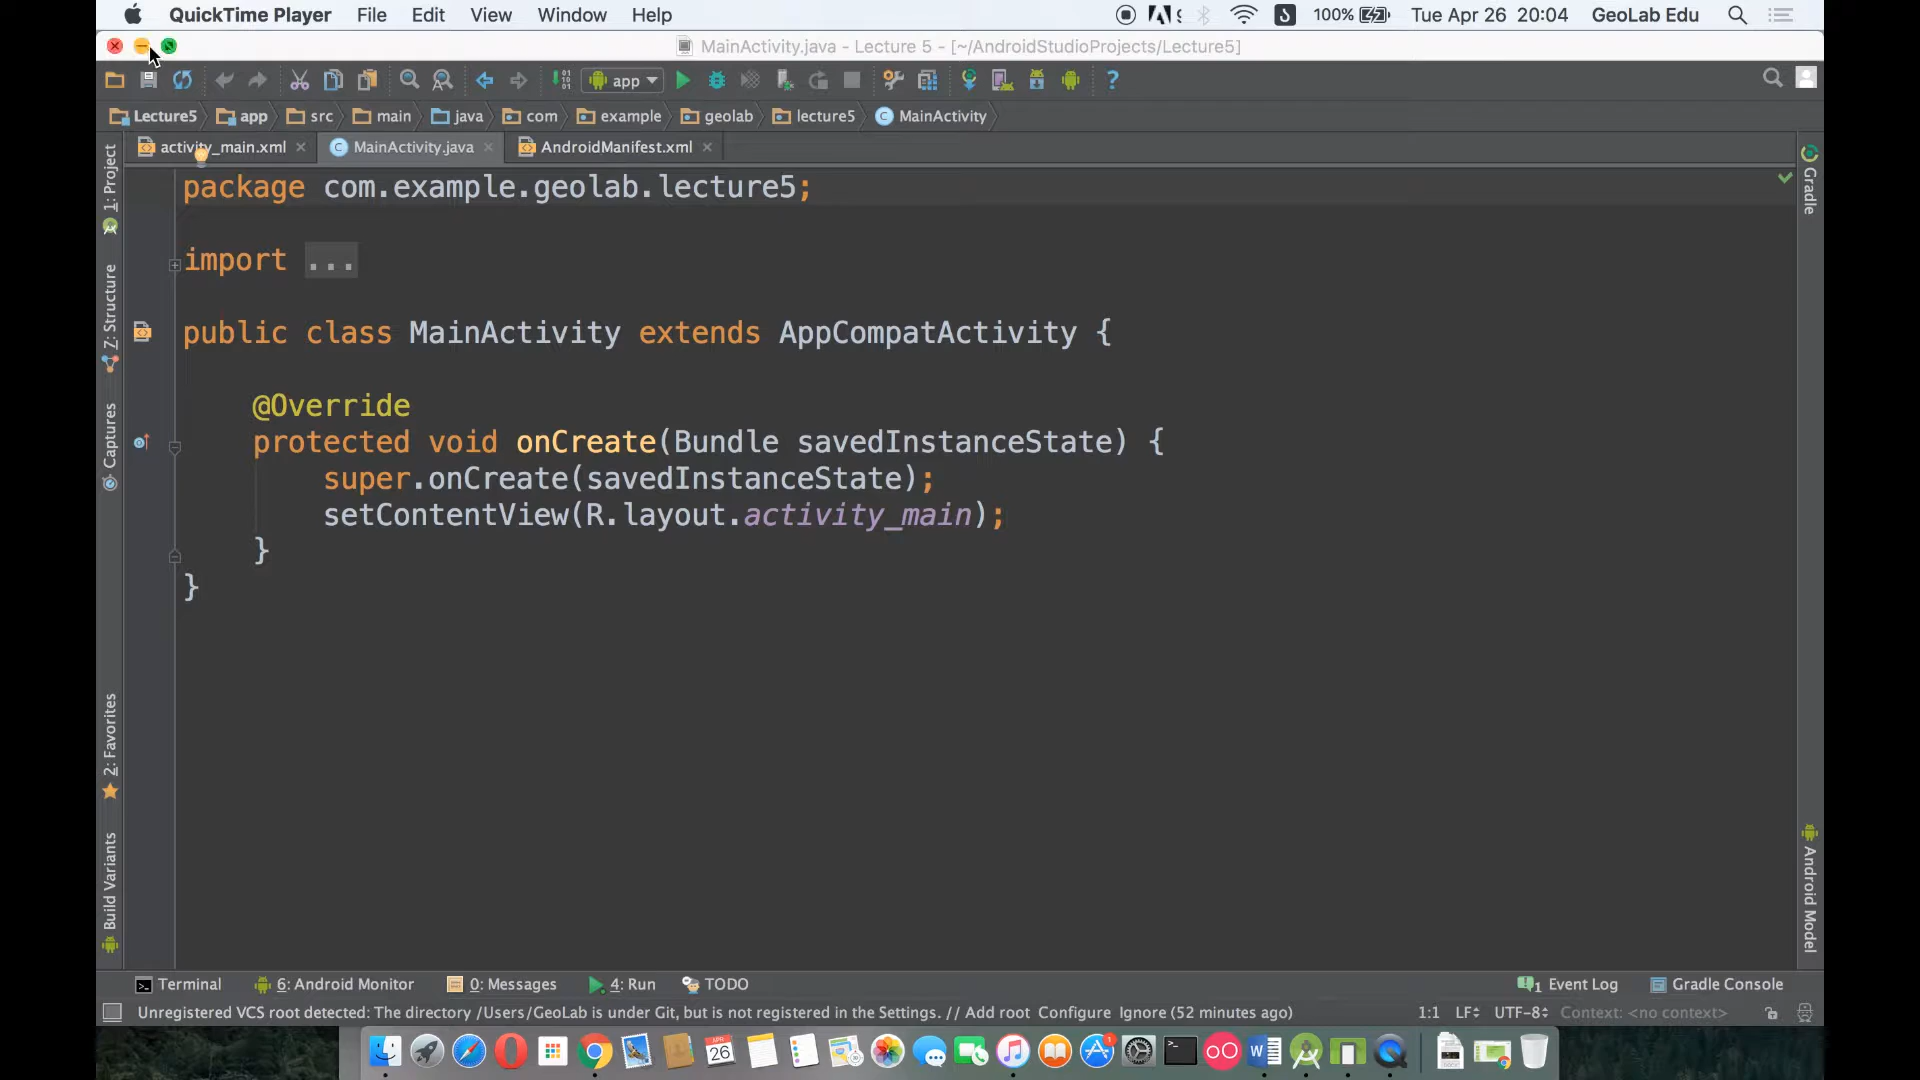 QuickTime Player File Edit View Window Help 100% Tue Apr 26 20:04 GeoLab Edu
MainActivity.java - Lecture 5 - [~/AndroidStudioProjects/Lecture5]
app
Lecture5 app src main java com example geolab lecture5 MainActivity
activity_main.xml MainActivity.java AndroidManifest.xml
package com.example.geolab.lecture5;
import ...
public class MainActivity extends AppCompatActivity {
@Override
protected void onCreate(Bundle savedInstanceState) {
super.onCreate(savedInstanceState);
setContentView(R.layout.activity_main);
}
}
1: Project
Z: Structure
Captures
2: Favorites
Build Variants
Gradle
Android Model
Terminal 6: Android Monitor 0: Messages 4: Run TODO 1 Event Log Gradle Console
Unregistered VCS root detected: The directory /Users/GeoLab is under Git, but is not registered in the Settings. // Add root Configure Ignore (52 minutes ago) 1:1 LF UTF-8 Context: <no context>
26
1